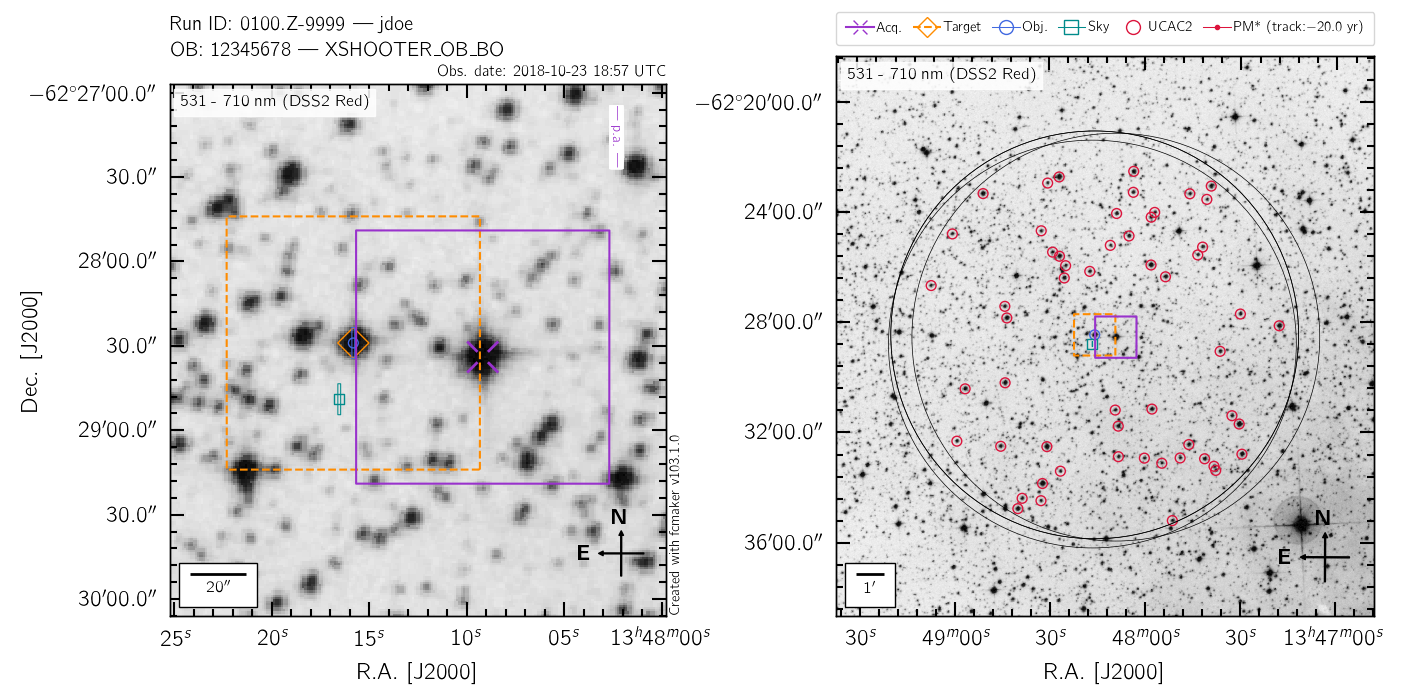 Run ID: 0100.Z-9999 — jdoe
OB: 12345678 — XSHOOTER_OB_BO
Obs. date: 2018-10-23 18:57 UTC
531 - 710 nm (DSS2 Red)
— p.a. —
−62°27′00.0″
30.0″
28′00.0″
30.0″
29′00.0″
30.0″
30′00.0″
Dec. [J2000]
N
E
20″
Created with fcmaker v103.1.0
25ˢ 20ˢ 15ˢ 10ˢ 05ˢ 13ʰ48ᵐ00ˢ
R.A. [J2000]
Acq. Target Obj. Sky UCAC2 PM* (track:−20.0 yr)
531 - 710 nm (DSS2 Red)
−62°20′00.0″
24′00.0″
28′00.0″
32′00.0″
36′00.0″
N
E
1′
30ˢ 49ᵐ00ˢ 30ˢ 48ᵐ00ˢ 30ˢ 13ʰ47ᵐ00ˢ
R.A. [J2000]